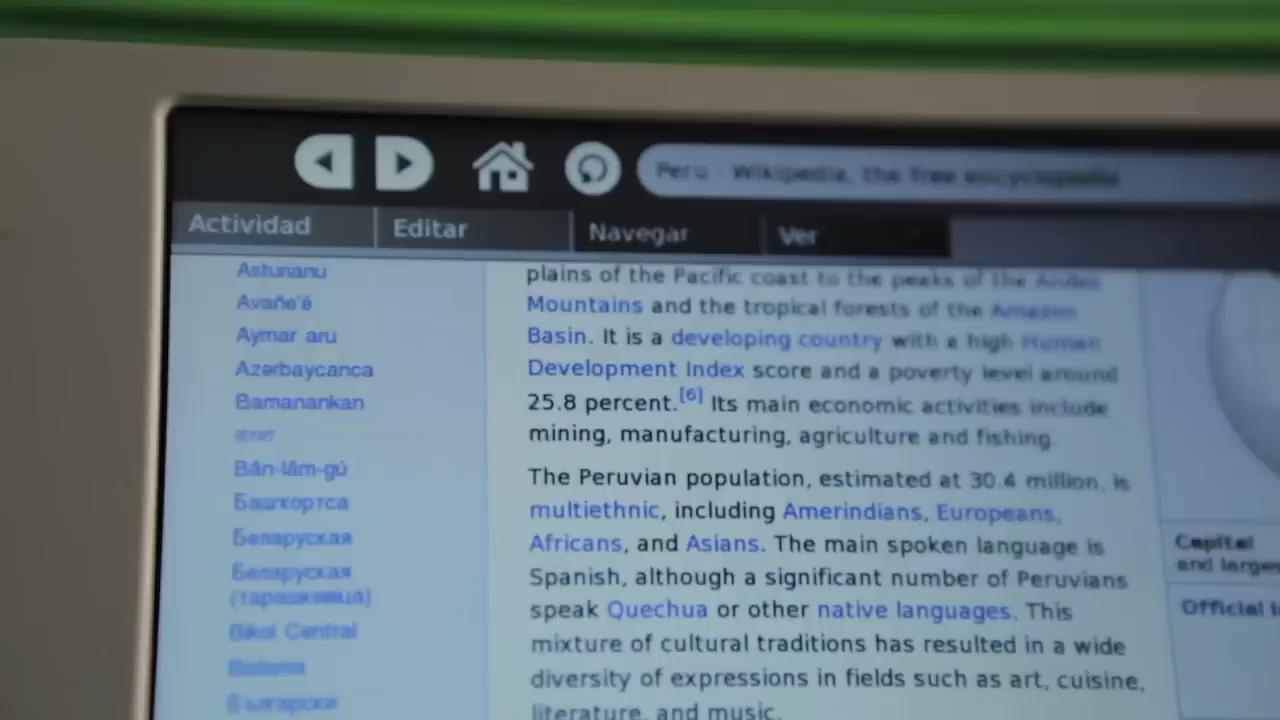 Peru - Wikipedia, the free encyclopedia
Actividad
Editar
Navegar
Ver
Asturianu
Avañe'ẽ
Aymar aru
Azərbaycanca
Bamanankan
বাংলা
Bân-lâm-gú
Башҡортса
Беларуская
Беларуская
(тарашкевіца)
Bikol Central
Български
plains of the Pacific coast to the peaks of the Andes
Mountains and the tropical forests of the Amazon
Basin. It is a developing country with a high Human
Development Index score and a poverty level around
25.8 percent.[6] Its main economic activities include
mining, manufacturing, agriculture and fishing.
The Peruvian population, estimated at 30.4 million, is
multiethnic, including Amerindians, Europeans,
Africans, and Asians. The main spoken language is
Spanish, although a significant number of Peruvians
speak Quechua or other native languages. This
mixture of cultural traditions has resulted in a wide
diversity of expressions in fields such as art, cuisine,
literature, and music.
Capital
and large
Official